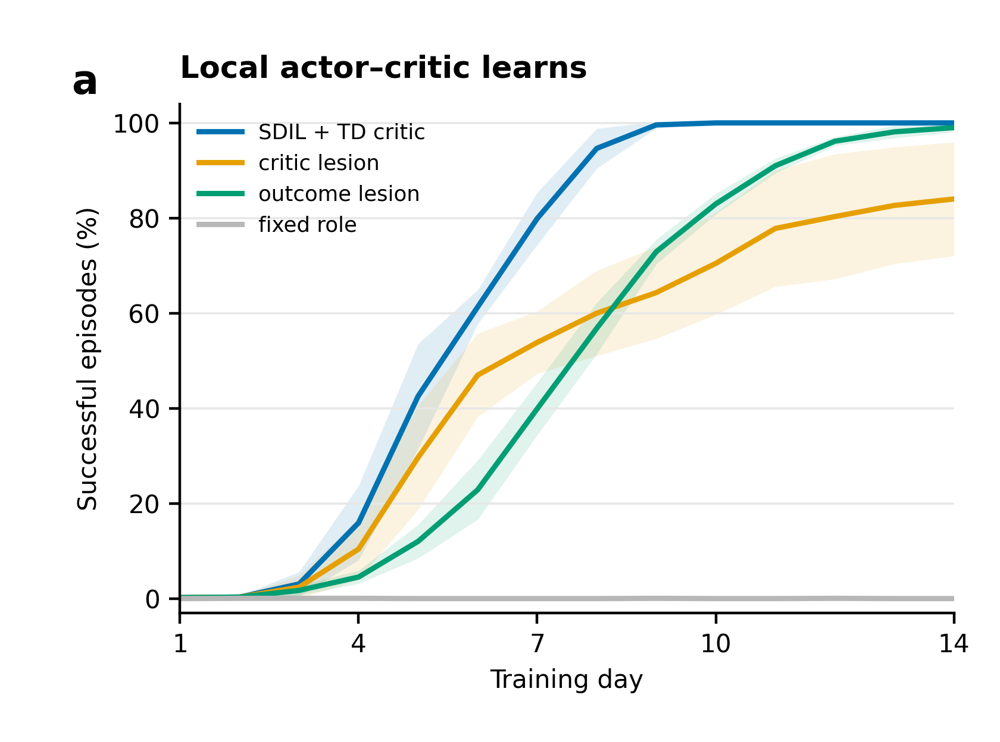 a
Local actor–critic learns
SDIL + TD critic
critic lesion
outcome lesion
fixed role
Successful episodes (%)
100
80
60
40
20
0
1 4 7 10 14
Training day